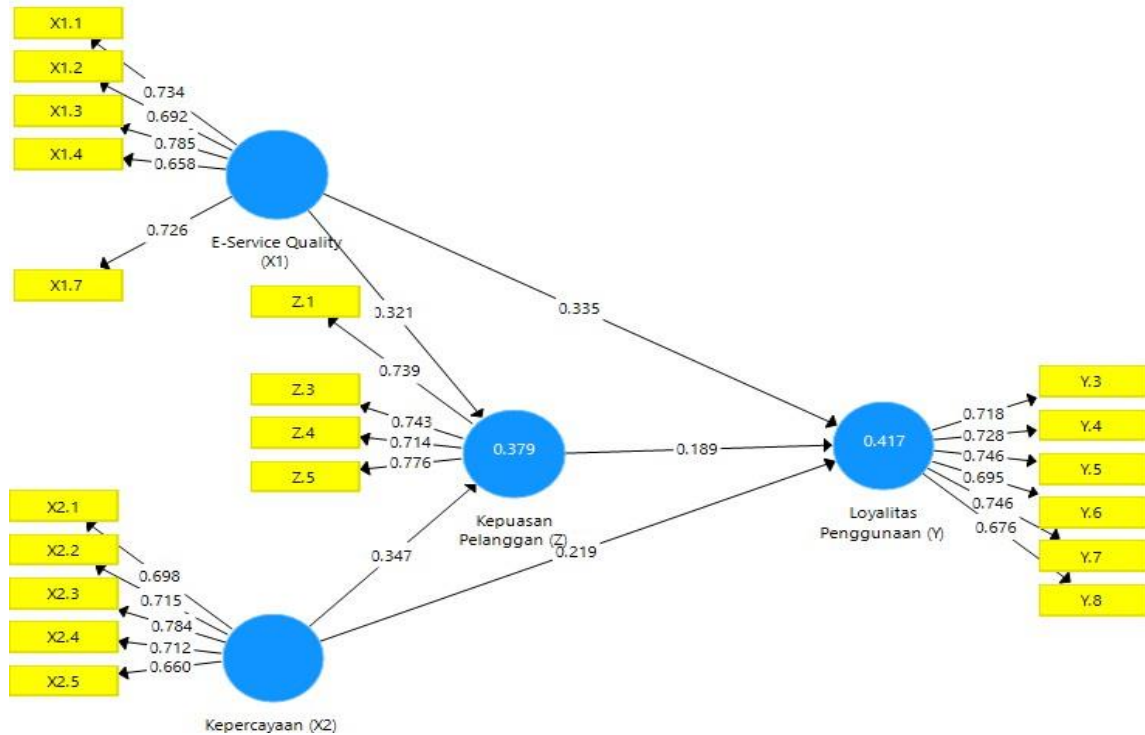 X1.1
X1.2
X1.3
X1.4
X1.7
0.734
0.692
0.785
0.658
0.726
E-Service Quality
(X1)
0.321
0.335
Z.1
Z.3
Z.4
Z.5
0.739
0.743
0.714
0.776
0.379
Kepuasan
Pelanggan (Z)
0.189
0.417
Loyalitas
Penggunaan (Y)
0.718
0.728
0.746
0.695
0.746
0.676
Y.3
Y.4
Y.5
Y.6
Y.7
Y.8
X2.1
X2.2
X2.3
X2.4
X2.5
0.698
0.715
0.784
0.712
0.660
0.347
0.219
Kepercayaan (X2)